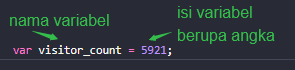 nama variabel
isi variabel
berupa angka
var visitor_count = 5921;